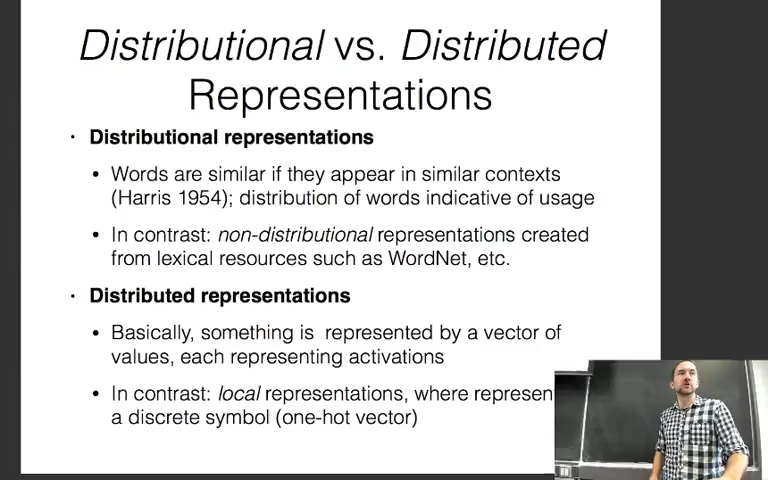 Distributional vs. Distributed
Representations
• Distributional representations
• Words are similar if they appear in similar contexts
(Harris 1954); distribution of words indicative of usage
• In contrast: non-distributional representations created
from lexical resources such as WordNet, etc.
• Distributed representations
• Basically, something is represented by a vector of
values, each representing activations
• In contrast: local representations, where
a discrete symbol (one-hot vector)